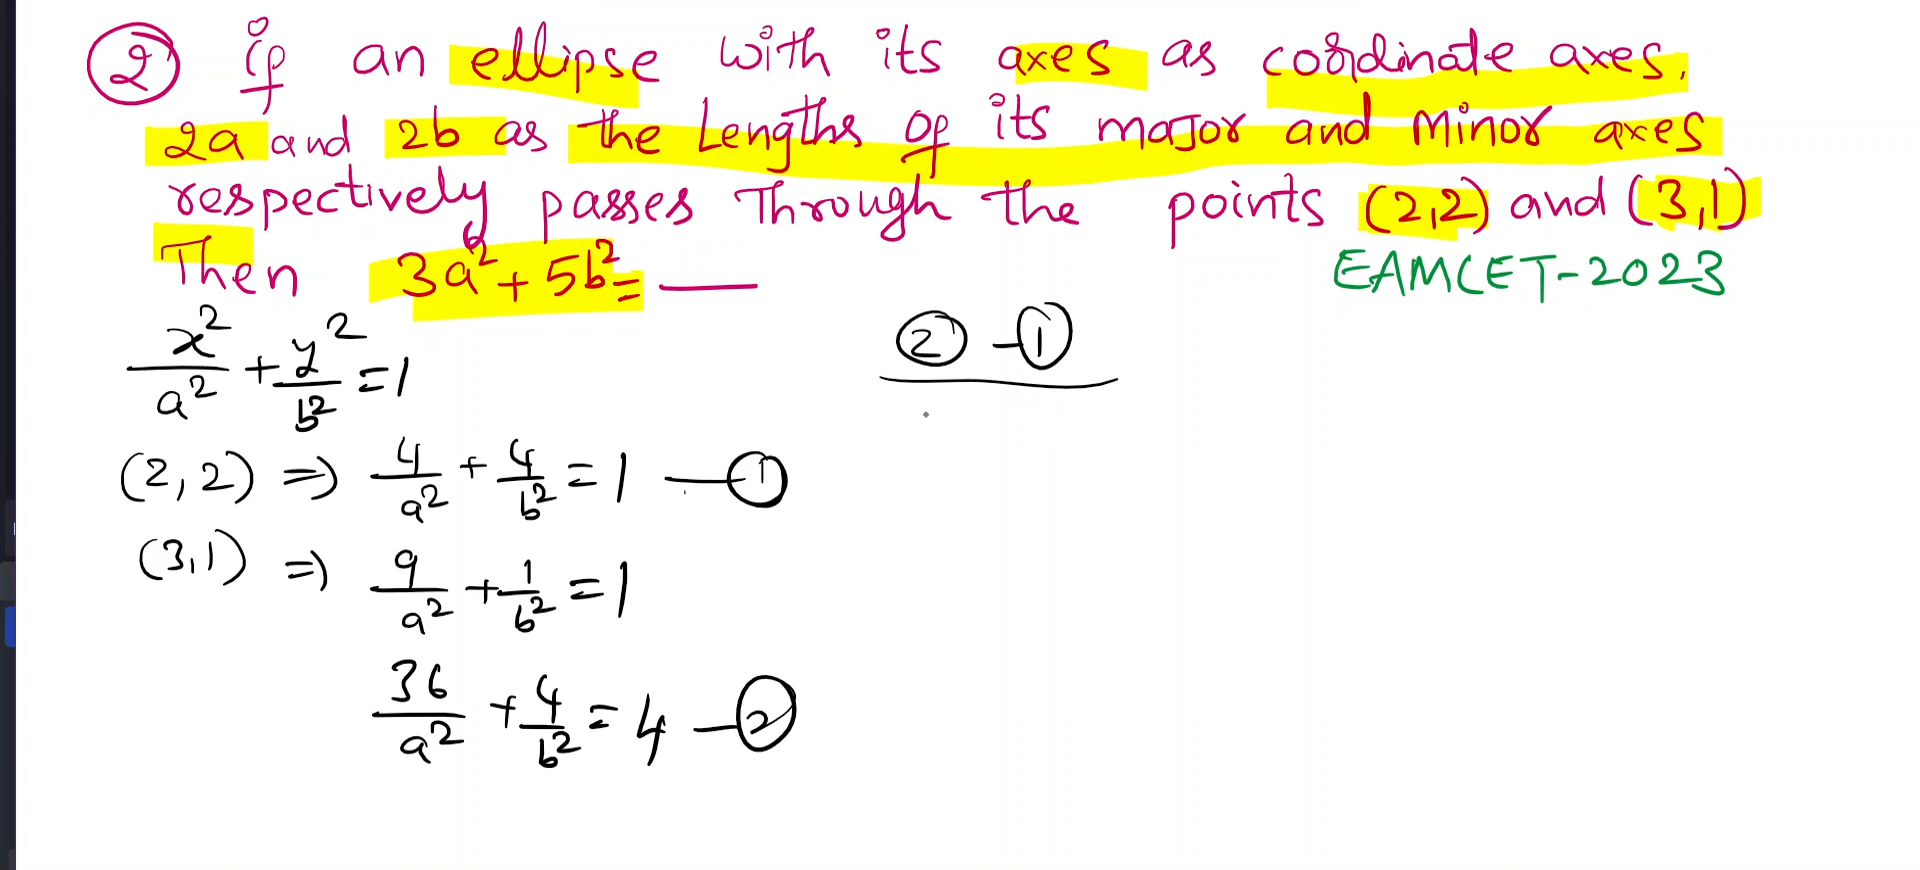 ② if an ellipse with its axes as coordinate axes.
2a and 2b as the Lengths of its major and Minor axes
respectively passes Through the points (2,2) and (3,1)
Then 3a²+5b²= ___
EAMCET-2023
x²/a² + y²/b² = 1
② - ①
(2,2) ⇒ 4/a² + 4/b² = 1 — ①
(3,1) ⇒ 9/a² + 1/b² = 1
36/a² + 4/b² = 4 — ②